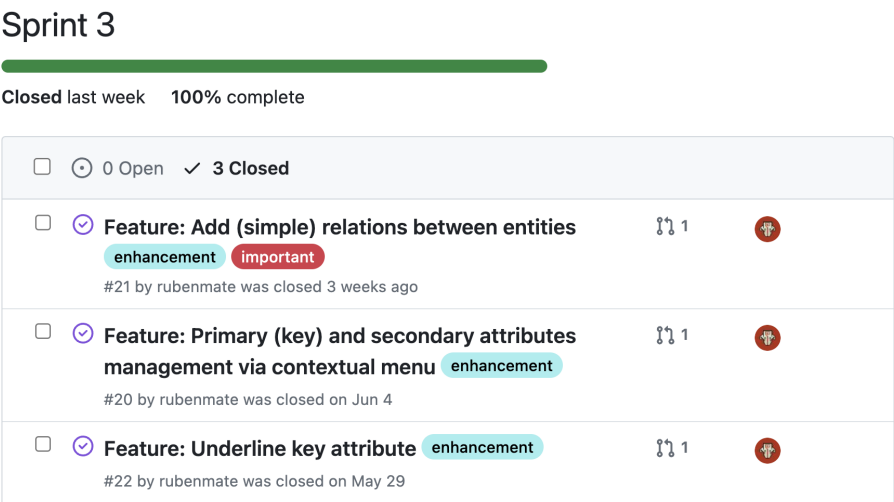 Sprint 3
Closed last week 100% complete
0 Open 3 Closed
Feature: Add (simple) relations between entities 1
enhancement important
#21 by rubenmate was closed 3 weeks ago
Feature: Primary (key) and secondary attributes 1
management via contextual menu enhancement
#20 by rubenmate was closed on Jun 4
Feature: Underline key attribute enhancement 1
#22 by rubenmate was closed on May 29